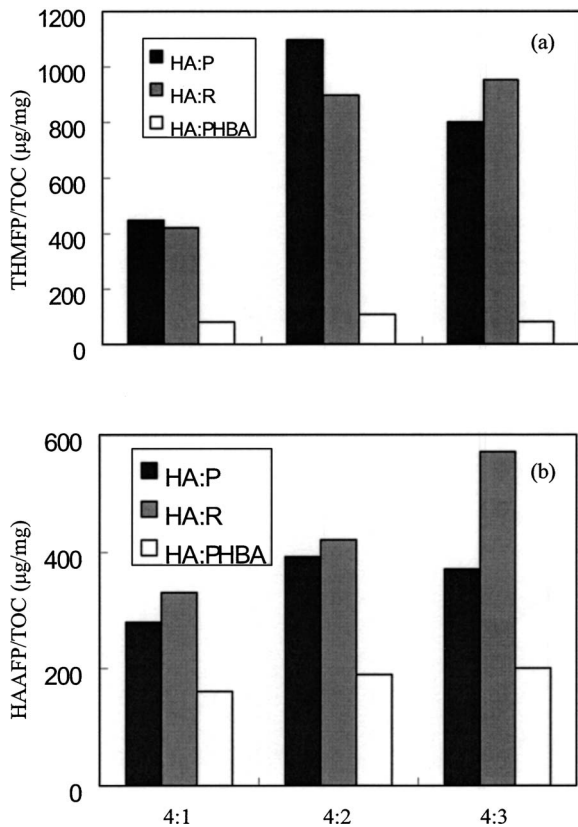 1200
1000
800
600
400
200
0
THMFP/TOC (µg/mg)
HA:P
HA:R
HA:PHBA
(a)
600
400
200
0
HAAFP/TOC (µg/mg)
HA:P
HA:R
HA:PHBA
(b)
4:1 4:2 4:3